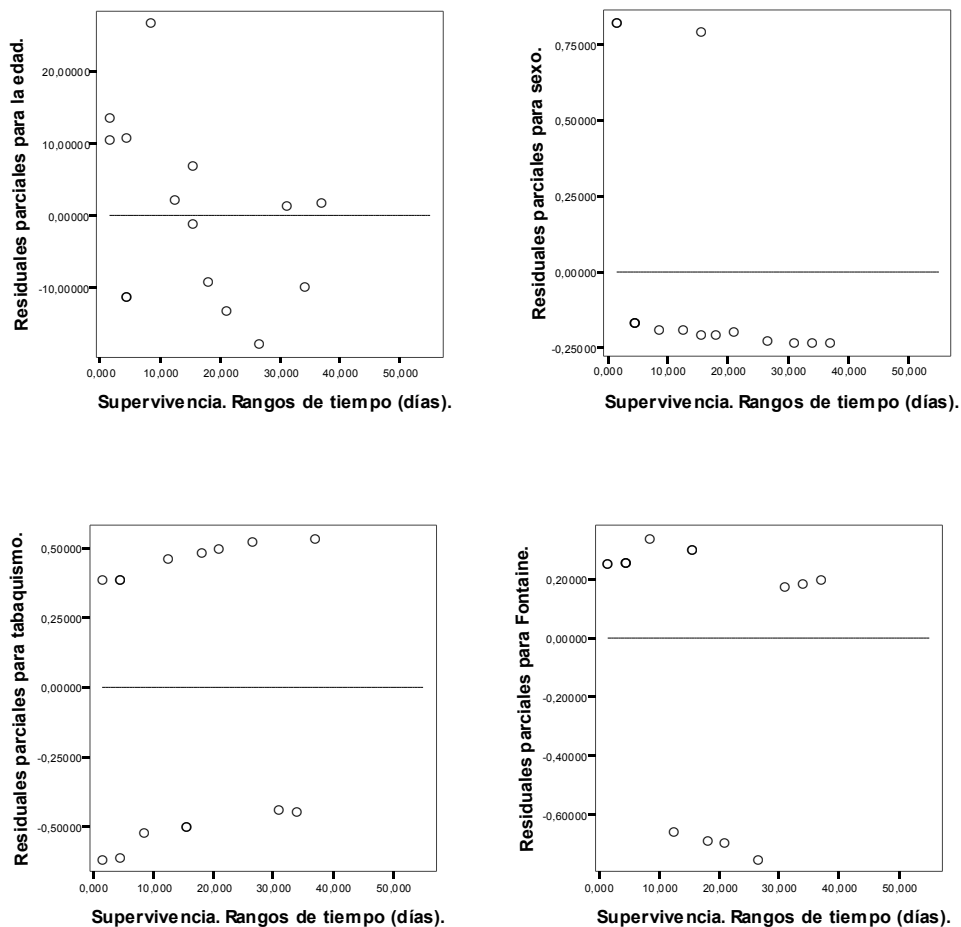 Residuales parciales para la edad.
20,00000
10,00000
0,00000
-10,00000
0,000 10,000 20,000 30,000 40,000 50,000
Supervivencia. Rangos de tiempo (días).
Residuales parciales para sexo.
0,75000
0,50000
0,25000
0,00000
-0,25000
0,000 10,000 20,000 30,000 40,000 50,000
Supervivencia. Rangos de tiempo (días).
Residuales parciales para tabaquismo.
0,50000
0,25000
0,00000
-0,25000
-0,50000
0,000 10,000 20,000 30,000 40,000 50,000
Supervivencia. Rangos de tiempo (días).
Residuales parciales para Fontaine.
0,20000
0,00000
-0,20000
-0,40000
-0,60000
0,000 10,000 20,000 30,000 40,000 50,000
Supervivencia. Rangos de tiempo (días).